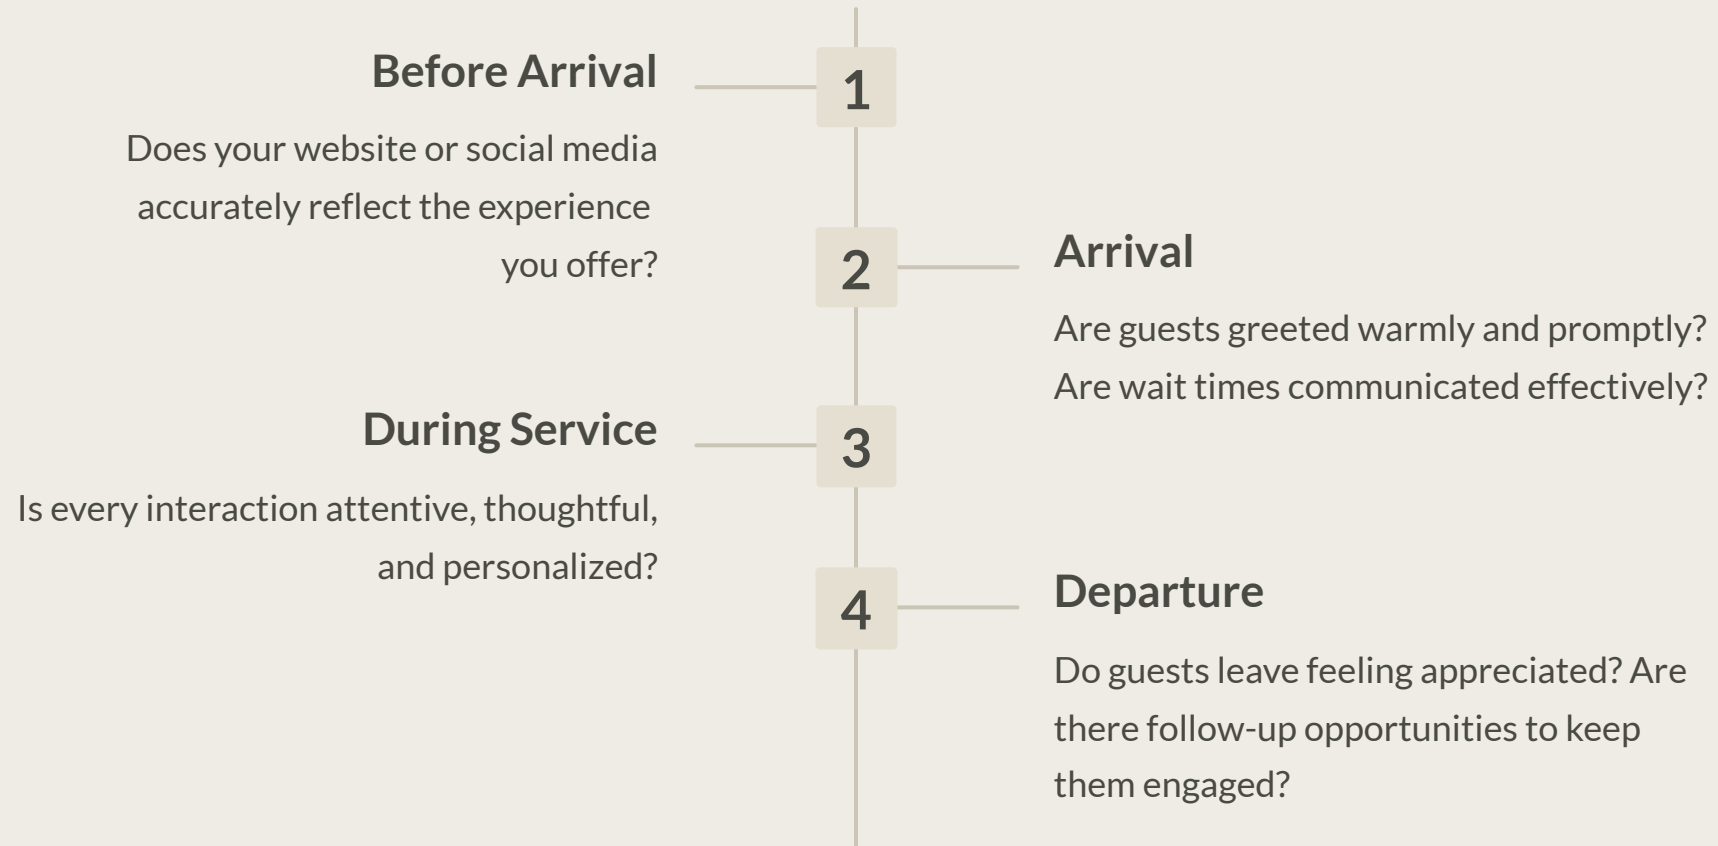 1
Before Arrival
Does your website or social media
accurately reflect the experience
you offer?
2
Arrival
Are guests greeted warmly and promptly?
Are wait times communicated effectively?
3
During Service
Is every interaction attentive, thoughtful,
and personalized?
4
Departure
Do guests leave feeling appreciated? Are
there follow-up opportunities to keep
them engaged?